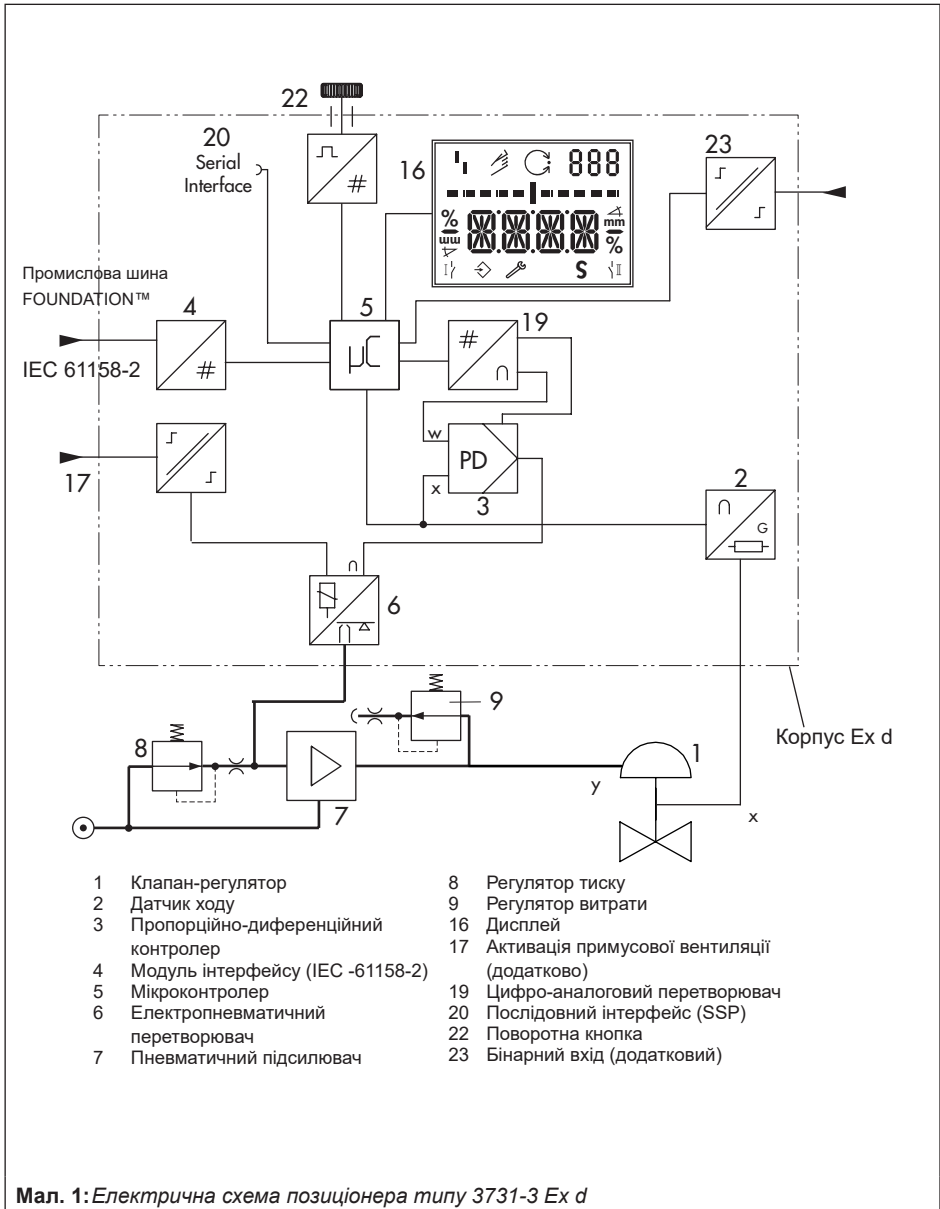 22
20
Serial
Interface
16
888
%
mm
%
mm
S
I
II
23
Промислова шина
FOUNDATION™
4
#
IEC 61158-2
#
5
µC
19
#
w
PD
x
3
17
2
G
6
8
9
7
1
y
x
Корпус Ex d
1 Клапан-регулятор
2 Датчик ходу
3 Пропорційно-диференційний
контролер
4 Модуль інтерфейсу (IEC -61158-2)
5 Мікроконтролер
6 Електропневматичний
перетворювач
7 Пневматичний підсилювач
8 Регулятор тиску
9 Регулятор витрати
16 Дисплей
17 Активація примусової вентиляції
(додатково)
19 Цифро-аналоговий перетворювач
20 Послідовний інтерфейс (SSP)
22 Поворотна кнопка
23 Бінарний вхід (додатковий)
Мал. 1: Електрична схема позиціонера типу 3731-3 Ex d